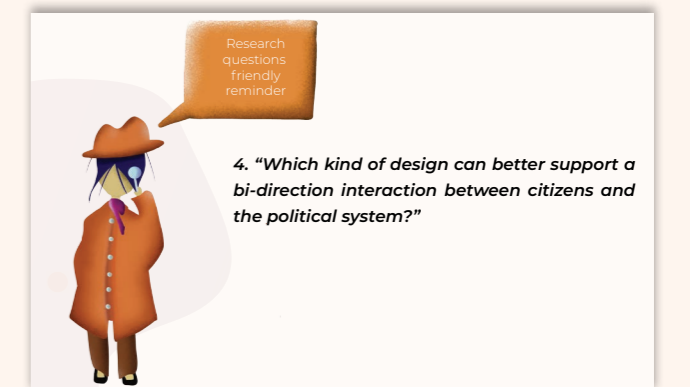 Research
questions
friendly
reminder
4. “Which kind of design can better support a
bi-direction interaction between citizens and
the political system?”